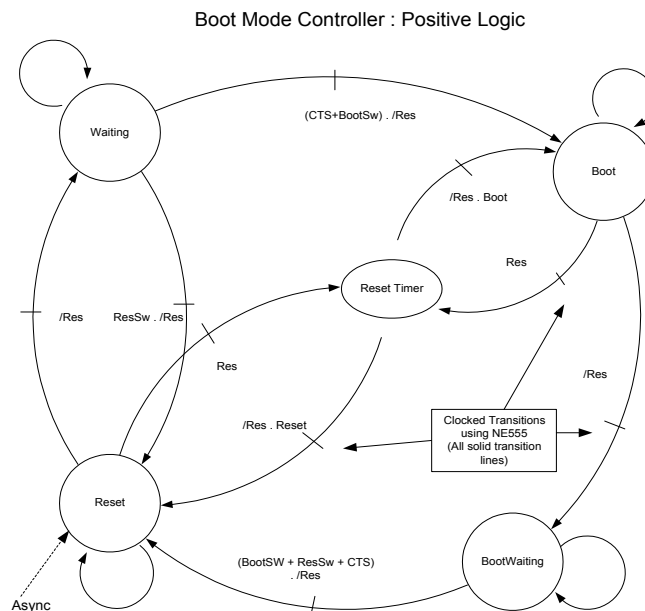 Boot Mode Controller : Positive Logic
Waiting
(CTS+BootSw) . /Res
Boot
/Res . Boot
Res
Reset Timer
/Res
ResSw . /Res
Res
/Res
/Res . Reset
Clocked Transitions
using NE555
(All solid transition
lines)
Reset
BootWaiting
(BootSW + ResSw + CTS)
. /Res
Async